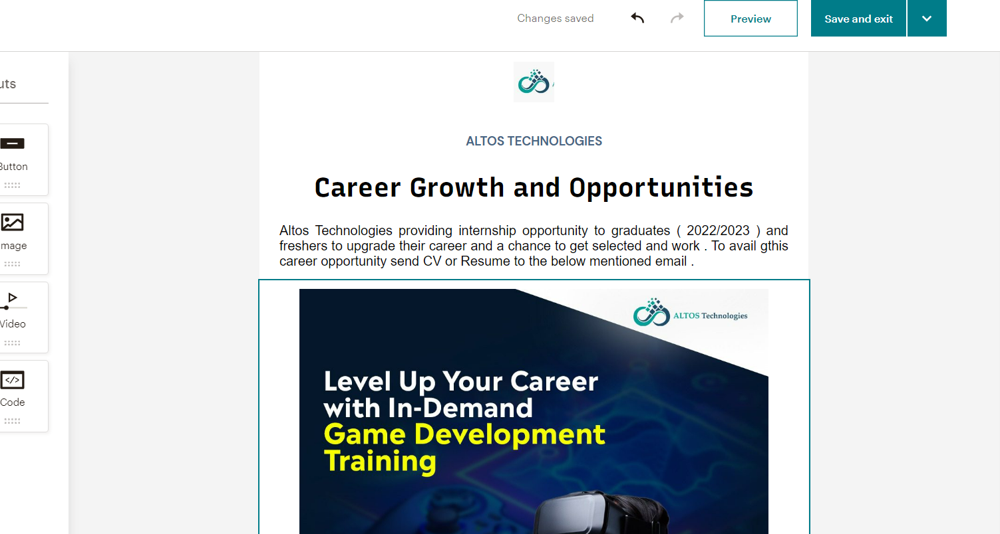 Changes saved
Preview
Save and exit
Button
Image
Video
</>
Code
ALTOS TECHNOLOGIES
Career Growth and Opportunities
Altos Technologies providing internship opportunity to graduates ( 2022/2023 ) and
freshers to upgrade their career and a chance to get selected and work . To avail gthis
career opportunity send CV or Resume to the below mentioned email .
ALTOS Technologies
Level Up Your Career
with In-Demand
Game Development
Training